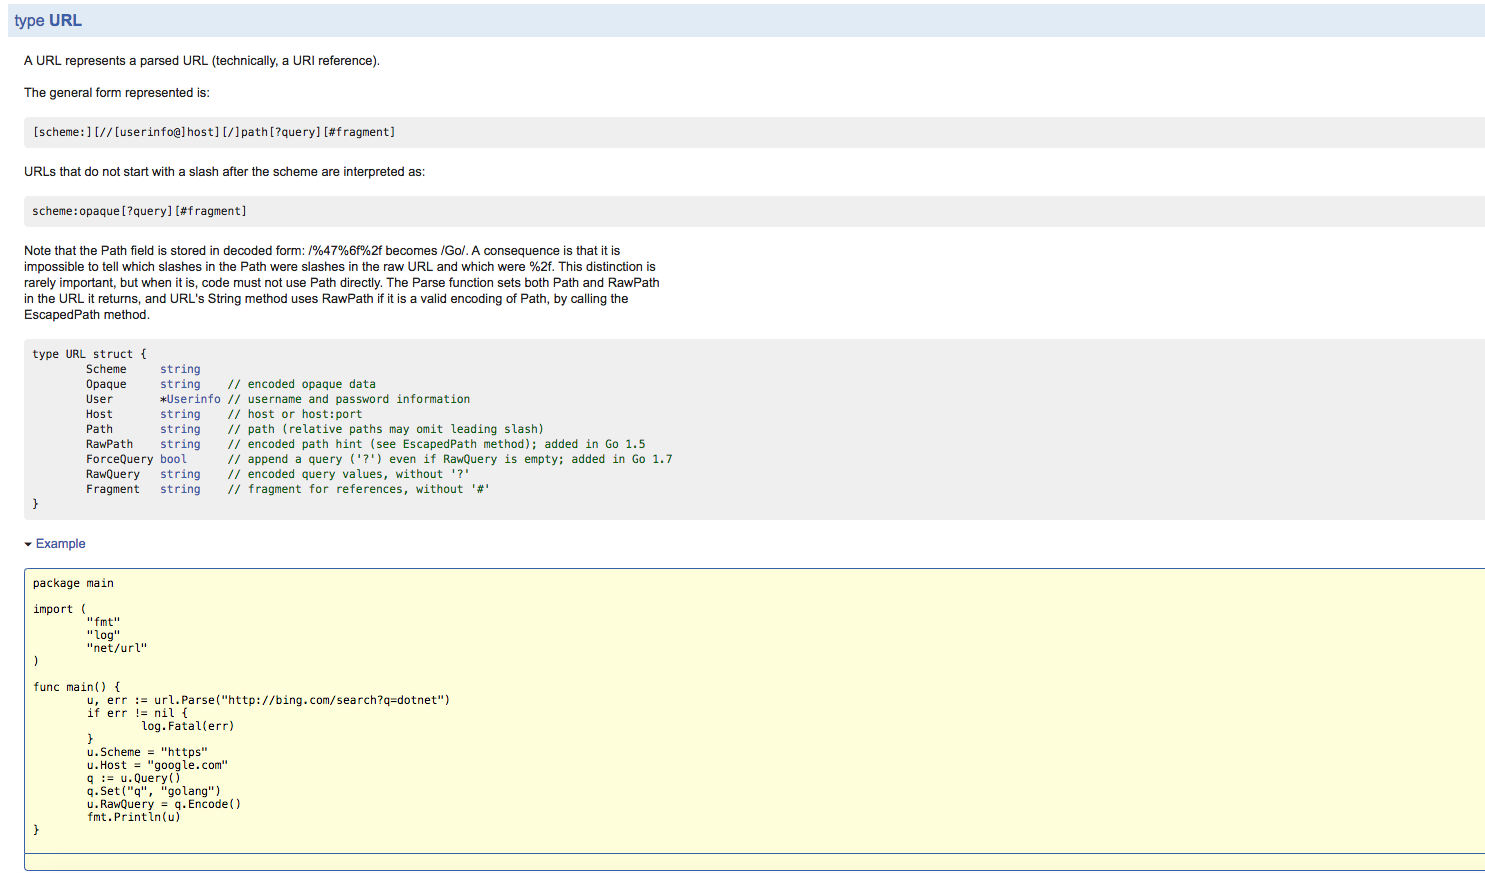 type URL
A URL represents a parsed URL (technically, a URI reference).
The general form represented is:
[scheme:][//[userinfo@]host][/]path[?query][#fragment]
URLs that do not start with a slash after the scheme are interpreted as:
scheme:opaque[?query][#fragment]
Note that the Path field is stored in decoded form: /%47%6f%2f becomes /Go/. A consequence is that it is
impossible to tell which slashes in the Path were slashes in the raw URL and which were %2f. This distinction is
rarely important, but when it is, code must not use Path directly. The Parse function sets both Path and RawPath
in the URL it returns, and URL's String method uses RawPath if it is a valid encoding of Path, by calling the
EscapedPath method.
type URL struct {
        Scheme     string
        Opaque     string    // encoded opaque data
        User       *Userinfo // username and password information
        Host       string    // host or host:port
        Path       string    // path (relative paths may omit leading slash)
        RawPath    string    // encoded path hint (see EscapedPath method); added in Go 1.5
        ForceQuery bool      // append a query ('?') even if RawQuery is empty; added in Go 1.7
        RawQuery   string    // encoded query values, without '?'
        Fragment   string    // fragment for references, without '#'
}
Example
package main
import (
        "fmt"
        "log"
        "net/url"
)
func main() {
        u, err := url.Parse("http://bing.com/search?q=dotnet")
        if err != nil {
                log.Fatal(err)
        }
        u.Scheme = "https"
        u.Host = "google.com"
        q := u.Query()
        q.Set("q", "golang")
        u.RawQuery = q.Encode()
        fmt.Println(u)
}